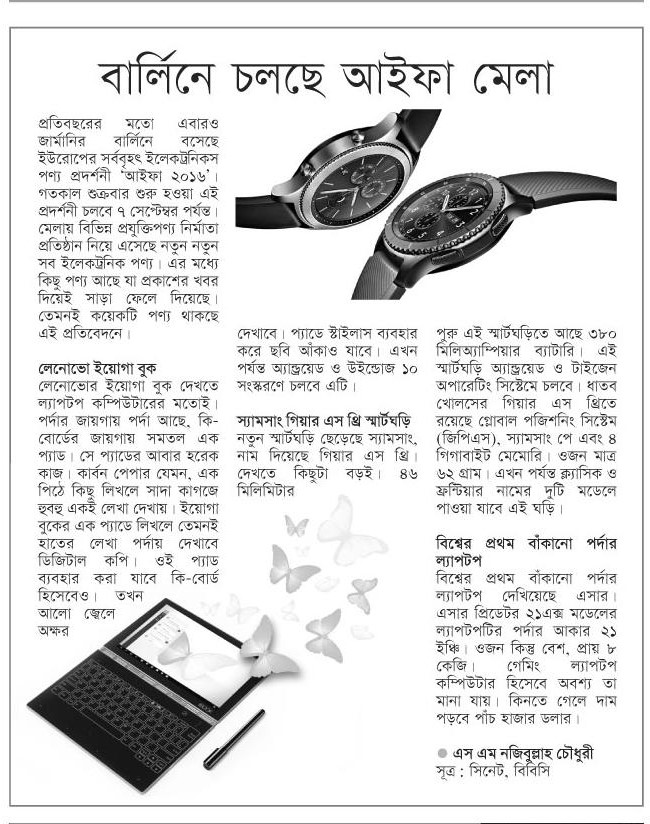 বার্লিনে চলছে আইফা মেলা
প্রতিবছরের মতো এবারও
জার্মানির বার্লিনে বসেছে
ইউরোপের সর্ববৃহৎ ইলেকট্রনিকস
পণ্য প্রদর্শনী 'আইফা ২০১৬'।
গতকাল শুক্রবার শুরু হওয়া এই
প্রদর্শনী চলবে ৭ সেপ্টেম্বর পর্যন্ত।
মেলায় বিভিন্ন প্রযুক্তিপণ্য নির্মাতা
প্রতিষ্ঠান নিয়ে এসেছে নতুন নতুন
সব ইলেকট্রনিক পণ্য। এর মধ্যে
কিছু পণ্য আছে যা প্রকাশের খবর
দিয়েই সাড়া ফেলে দিয়েছে।
তেমনই কয়েকটি পণ্য থাকছে
এই প্রতিবেদনে।
লেনোভো ইয়োগা বুক
লেনোভোর ইয়োগা বুক দেখতে
ল্যাপটপ কম্পিউটারের মতোই।
পর্দার জায়গায় পর্দা আছে, কি-
বোর্ডের জায়গায় সমতল এক
প্যাড। সে প্যাডের আবার হরেক
কাজ। কার্বন পেপার যেমন, এক
পিঠে কিছু লিখলে সাদা কাগজে
হুবহু একই লেখা দেখায়। ইয়োগা
বুকের এক প্যাডে লিখলে তেমনই
হাতের লেখা পর্দায় দেখাবে
ডিজিটাল কপি। ওই প্যাড
ব্যবহার করা যাবে কি-বোর্ড
হিসেবেও। তখন
আলো জ্বেলে
অক্ষর
দেখাবে। প্যাডে স্টাইলাস ব্যবহার
করে ছবি আঁকাও যাবে। এখন
পর্যন্ত অ্যান্ড্রয়েড ও উইন্ডোজ ১০
সংস্করণে চলবে এটি।
স্যামসাং গিয়ার এস থ্রি স্মার্টঘড়ি
নতুন স্মার্টঘড়ি ছেড়েছে স্যামসাং,
নাম দিয়েছে গিয়ার এস থ্রি।
দেখতে কিছুটা বড়ই। ৪৬
মিলিমিটার
পুরু এই স্মার্টঘড়িতে আছে ৩৮০
মিলিঅ্যাম্পিয়ার ব্যাটারি। এই
স্মার্টঘড়ি অ্যান্ড্রয়েড ও টাইজেন
অপারেটিং সিস্টেমে চলবে। ধাতব
খোলসের গিয়ার এস থ্রিতে
রয়েছে গ্লোবাল পজিশনিং সিস্টেম
(জিপিএস), স্যামসাং পে এবং ৪
গিগাবাইট মেমোরি। ওজন মাত্র
৬২ গ্রাম। এখন পর্যন্ত ক্ল্যাসিক ও
ফ্রন্টিয়ার নামের দুটি মডেলে
পাওয়া যাবে এই ঘড়ি।
বিশ্বের প্রথম বাঁকানো পর্দার
ল্যাপটপ
বিশ্বের প্রথম বাঁকানো পর্দার
ল্যাপটপ দেখিয়েছে এসার।
এসার প্রিডেটর ২১এক্স মডেলের
ল্যাপটপটির পর্দার আকার ২১
ইঞ্চি। ওজন কিন্তু বেশ, প্রায় ৮
কেজি। গেমিং ল্যাপটপ
কম্পিউটার হিসেবে অবশ্য তা
মানা যায়। কিনতে গেলে দাম
পড়বে পাঁচ হাজার ডলার।
● এস এম নজিবুল্লাহ চৌধুরী
সূত্র : সিনেট, বিবিসি